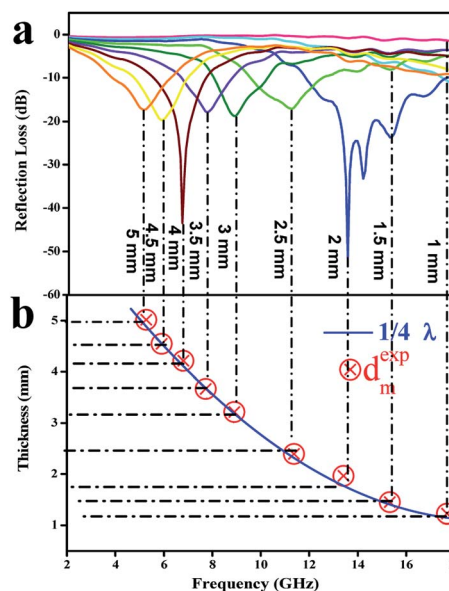 a
0
-10
-20
-30
-40
-50
-60
Reflection Loss (dB)
5 mm
4.5 mm
4 mm
3.5 mm
3 mm
2.5 mm
2 mm
1.5 mm
1 mm
b
1/4 λ
d_m^exp
5
4
3
2
1
Thickness (mm)
2 4 6 8 10 12 14 16
Frequency (GHz)